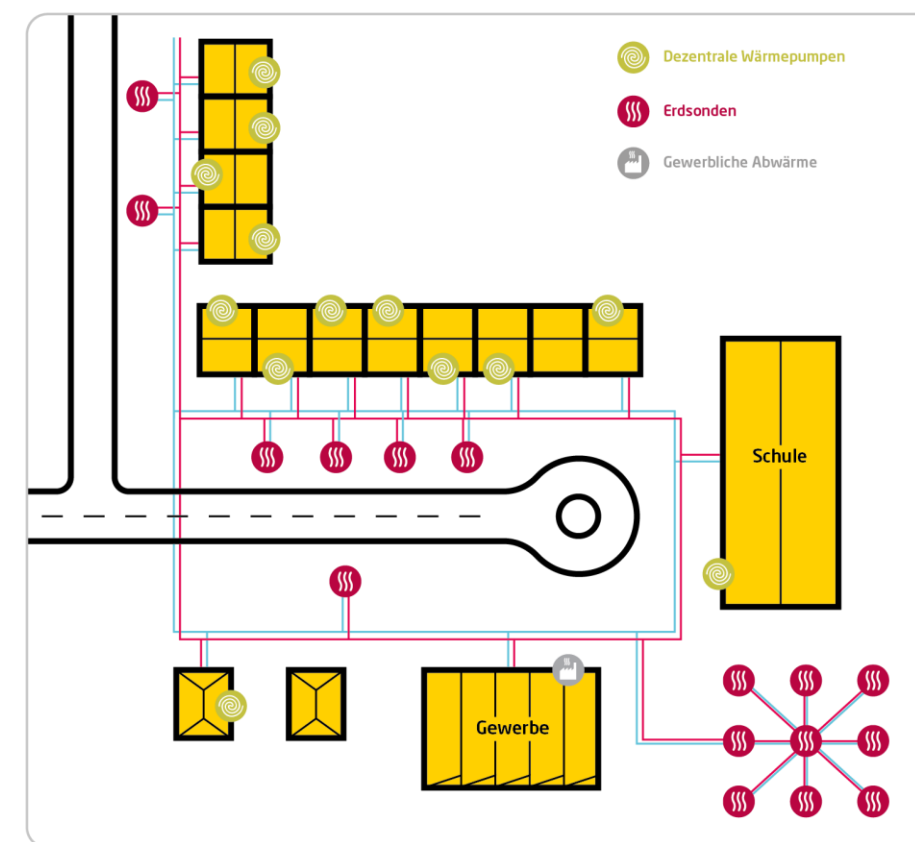 Dezentrale Wärmepumpen
Erdsonden
Gewerbliche Abwärme
Schule
Gewerbe